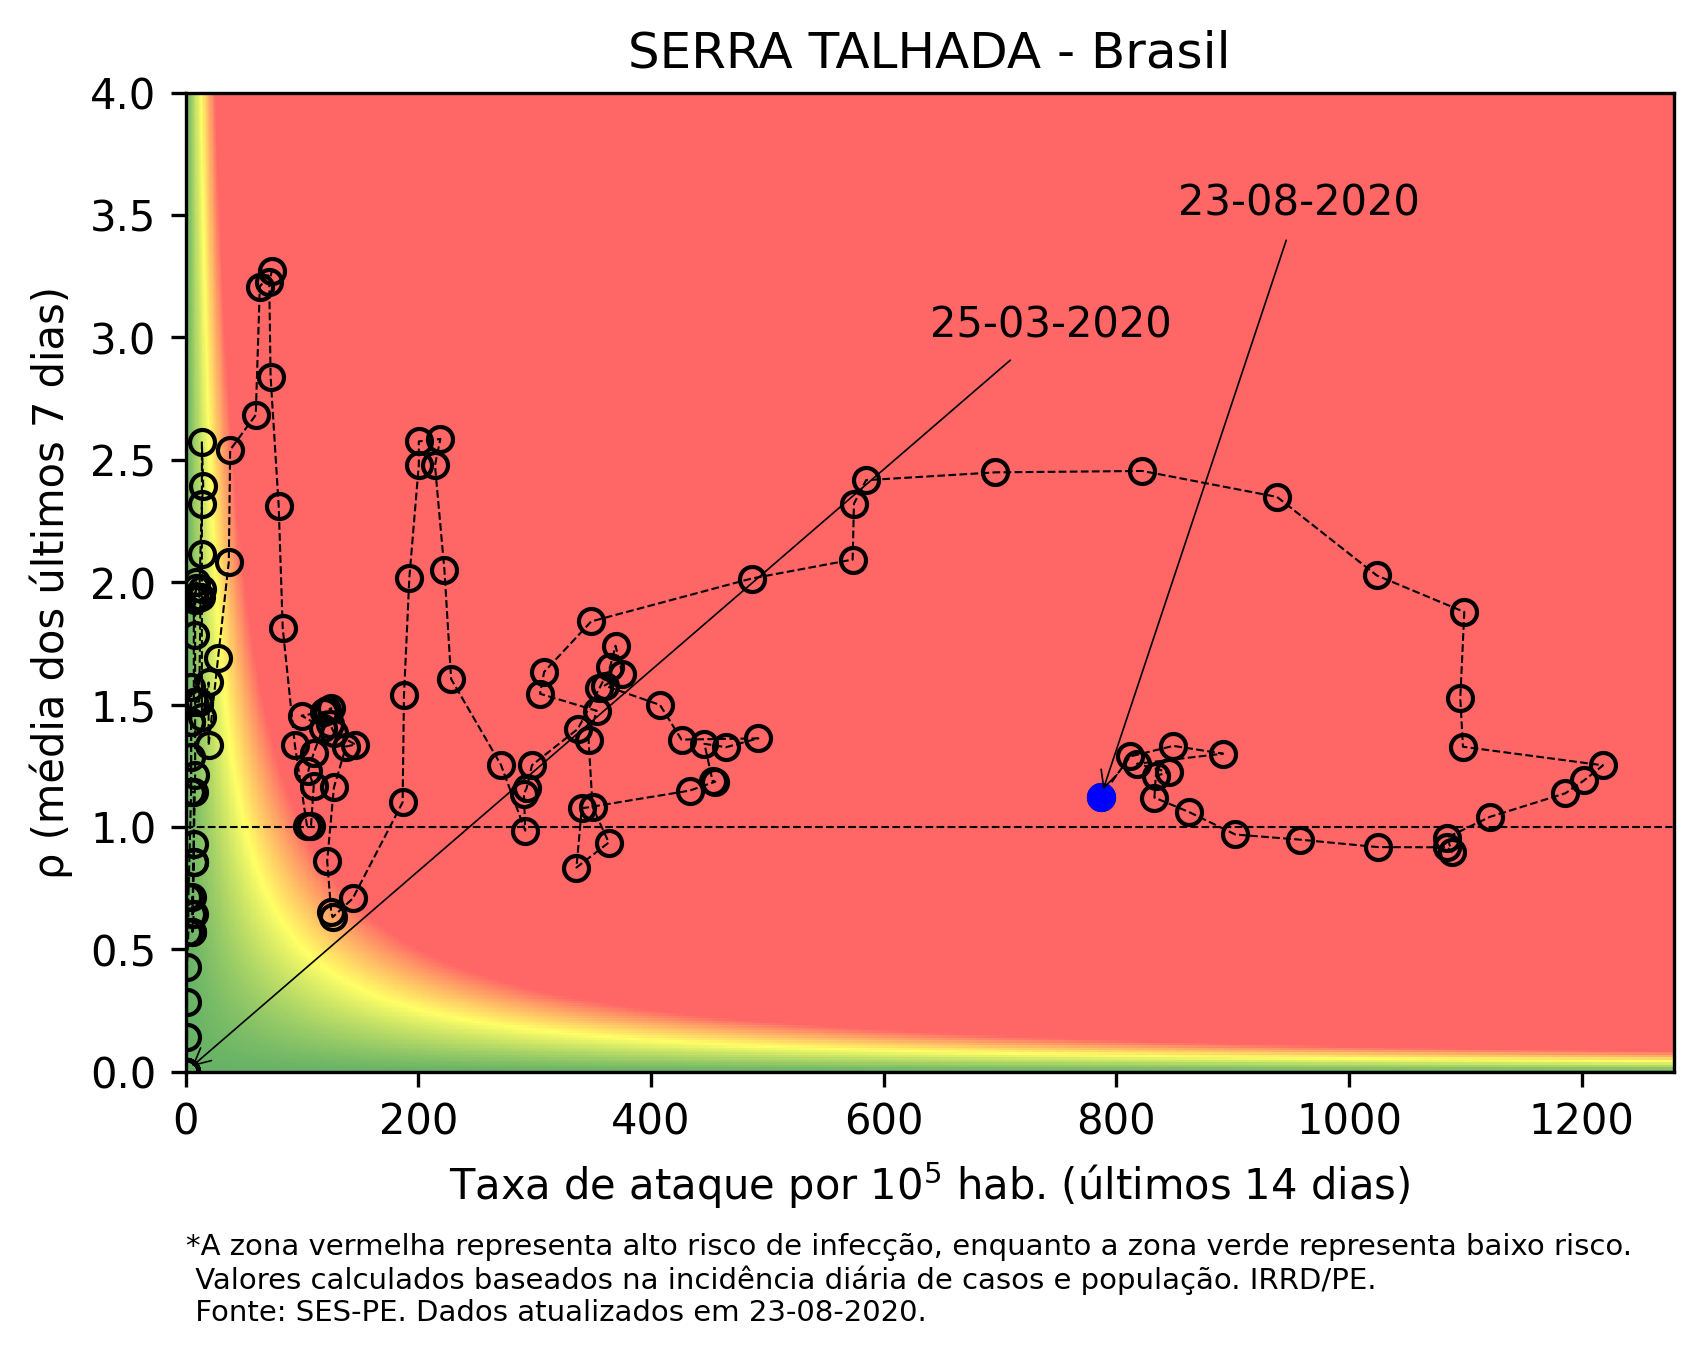 SERRA TALHADA - Brasil
4.0
3.5
3.0
2.5
2.0
1.5
1.0
0.5
0.0
ρ (média dos últimos 7 dias)
23-08-2020
25-03-2020
0 200 400 600 800 1000 1200
Taxa de ataque por 10⁵ hab. (últimos 14 dias)
*A zona vermelha representa alto risco de infecção, enquanto a zona verde representa baixo risco.
Valores calculados baseados na incidência diária de casos e população. IRRD/PE.
Fonte: SES-PE. Dados atualizados em 23-08-2020.